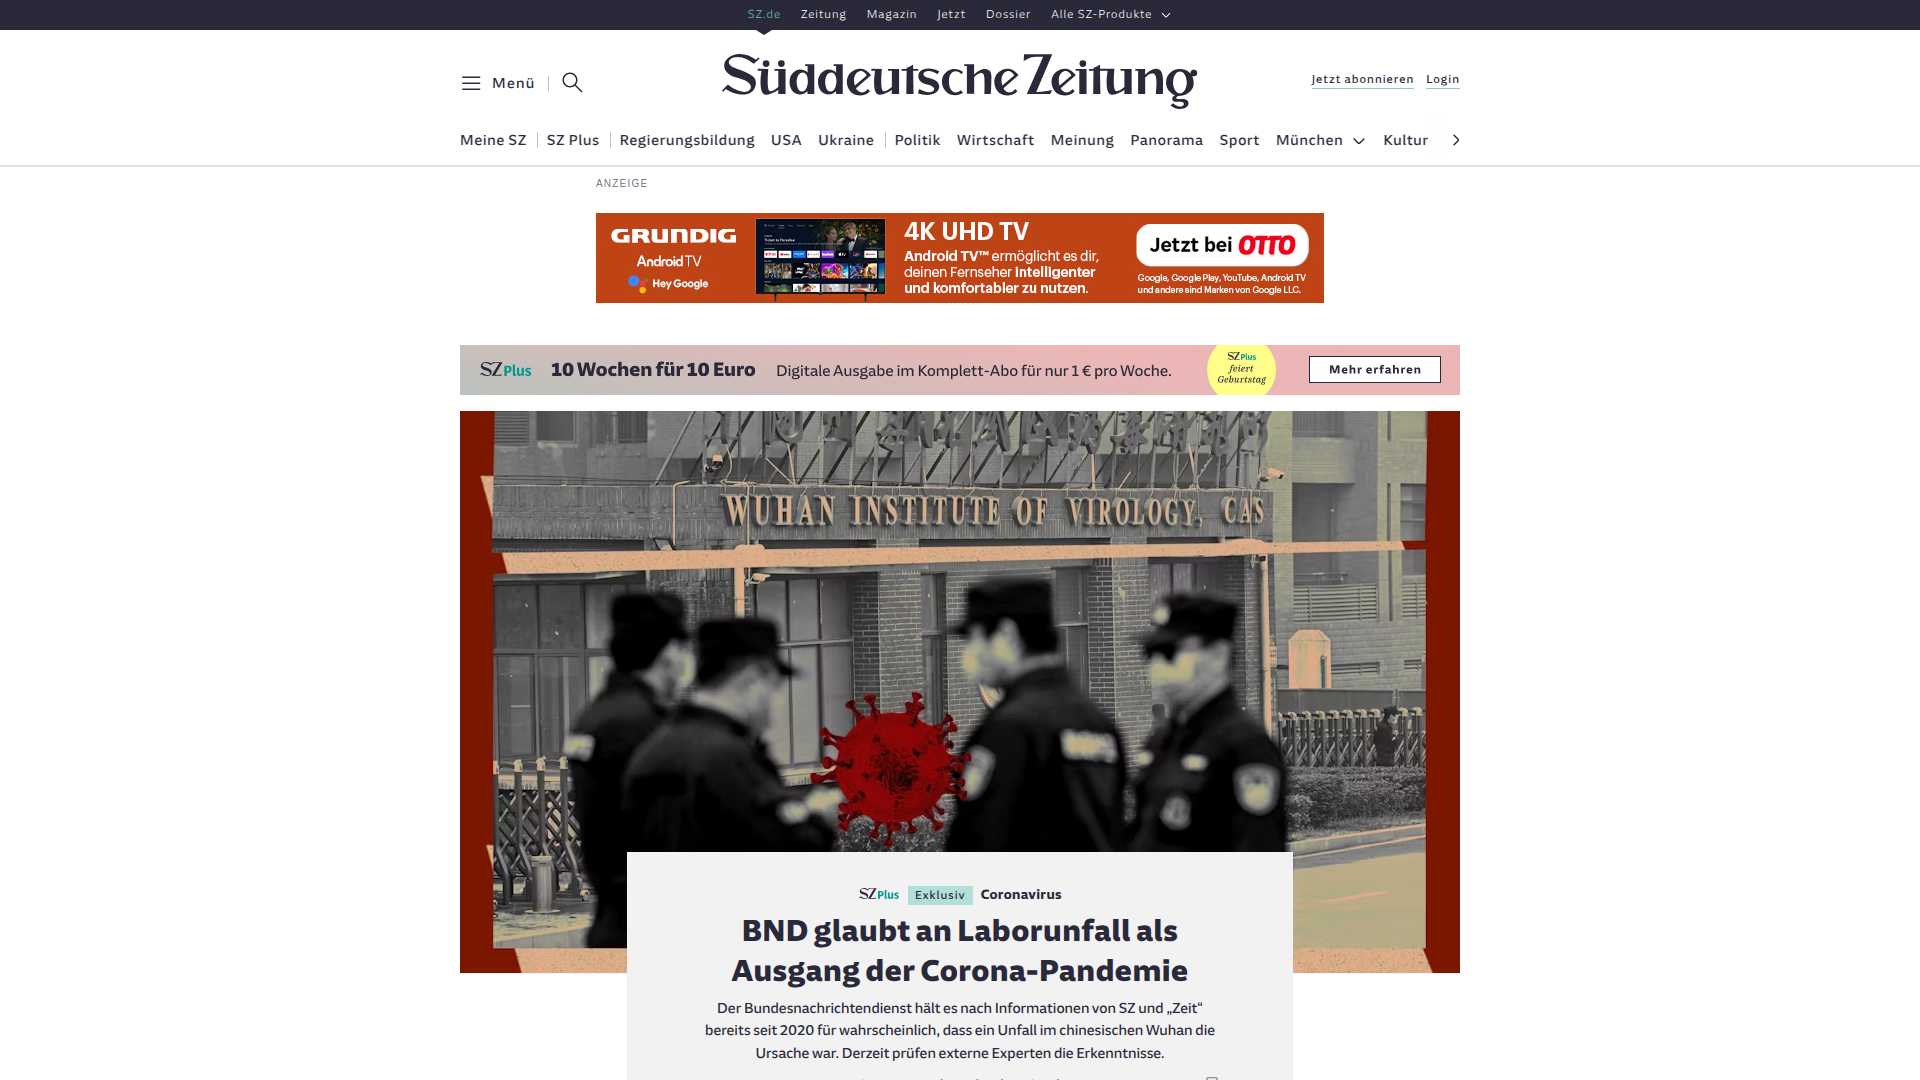 SZ.de Zeitung Magazin Jetzt Dossier Alle SZ-Produkte
Menü
Süddeutsche Zeitung
Jetzt abonnieren Login
Meine SZ SZ Plus Regierungsbildung USA Ukraine Politik Wirtschaft Meinung Panorama Sport München Kultur
ANZEIGE
GRUNDIG
Android TV
Hey Google
4K UHD TV
Android TV™ ermöglicht es dir,
deinen Fernseher intelligenter
und komfortabler zu nutzen.
Jetzt bei OTTO
Google, Google Play, YouTube, Android TV
und andere sind Marken von Google LLC.
SZ Plus 10 Wochen für 10 Euro Digitale Ausgabe im Komplett-Abo für nur 1 € pro Woche.
SZ Plus
feiert
Geburtstag
Mehr erfahren
WUHAN INSTITUTE OF VIROLOGY, CAS
SZ Plus Exklusiv Coronavirus
BND glaubt an Laborunfall als
Ausgang der Corona-Pandemie
Der Bundesnachrichtendienst hält es nach Informationen von SZ und „Zeit“
bereits seit 2020 für wahrscheinlich, dass ein Unfall im chinesischen Wuhan die
Ursache war. Derzeit prüfen externe Experten die Erkenntnisse.